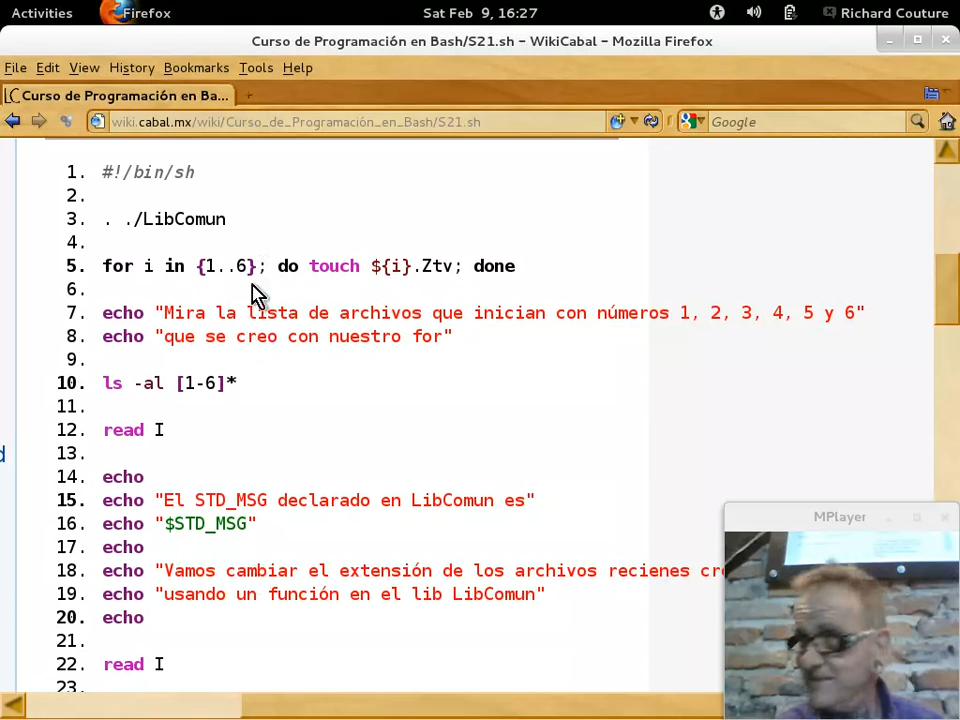 Activities Firefox Sat Feb 9, 16:27 Richard Couture
Curso de Programación en Bash/S21.sh - WikiCabal - Mozilla Firefox
File Edit View History Bookmarks Tools Help
Curso de Programación en Ba...
wiki.cabal.mx/wiki/Curso_de_Programación_en_Bash/S21.sh Google
1. #!/bin/sh
2.
3. . ./LibComun
4.
5. for i in {1..6}; do touch ${i}.Ztv; done
6.
7. echo "Mira la lista de archivos que inician con números 1, 2, 3, 4, 5 y 6"
8. echo "que se creo con nuestro for"
9.
10. ls -al [1-6]*
11.
12. read I
13.
14. echo
15. echo "El STD_MSG declarado en LibComun es"
16. echo "$STD_MSG"
17. echo
18. echo "Vamos cambiar el extensión de los archivos recienes cre
19. echo "usando un función en el lib LibComun"
20. echo
21.
22. read I
23.
d
MPlayer